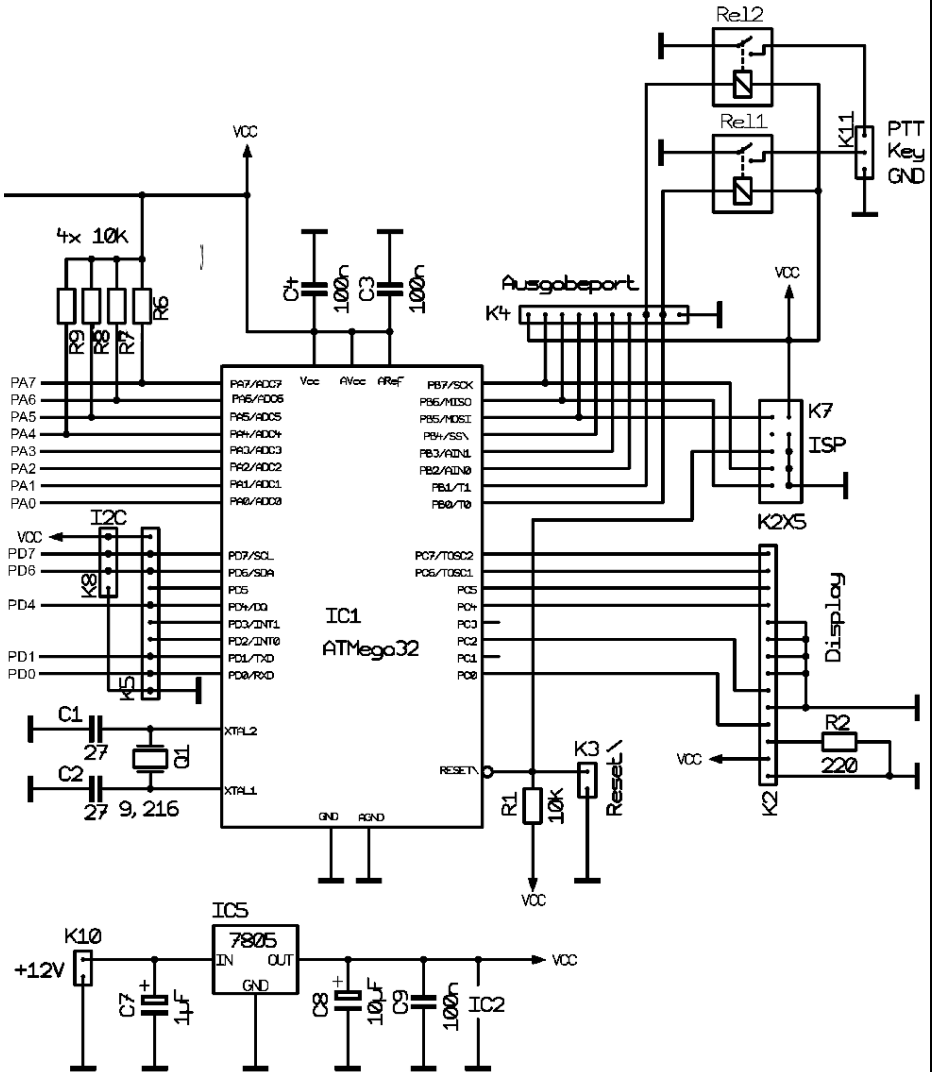 Rel2
Rel1
K11
PTT
Key
GND
VCC
4x 10K
R9
R8
R7
R6
C4
100n
C3
100n
Ausgabeport
K4
VCC
K7
ISP
K2X5
PA7
PA6
PA5
PA4
PA3
PA2
PA1
PA0
PA7/ADC7
PA6/ADC6
PA5/ADC5
PA4/ADC4
PA3/ADC3
PA2/ADC2
PA1/ADC1
PA0/ADC0
Vcc
AVcc
ARef
PB7/SCK
PB6/MISO
PB5/MOSI
PB4/SS\
PB3/AIN1
PB2/AIN0
PB1/T1
PB0/T0
I2C
VCC
PD7
PD6
PD4
PD1
PD0
K8
K5
PD7/SCL
PD6/SDA
PD5
PD4/DQ
PD3/INT1
PD2/INT0
PD1/TXD
PD0/RXD
IC1
ATMega32
PC7/TOSC2
PC6/TOSC1
PC5
PC4
PC3
PC2
PC1
PC0
Display
K2
R2
220
VCC
C1
27
C2
27
Q1
9,216
XTAL2
XTAL1
RESET\
GND
AGND
R1
10K
VCC
K3
Reset/
K10
+12V
C7
+
1µF
IC5
7805
IN
OUT
GND
C8
+
10µF
C9
100n
IC2
VCC